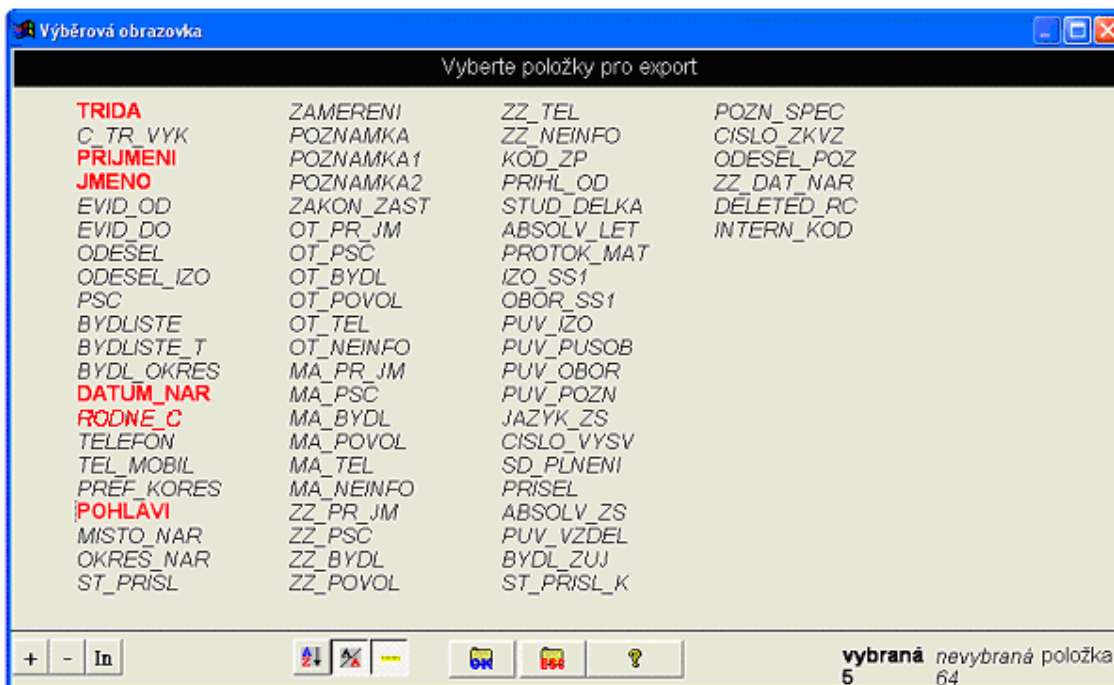 Výběrová obrazovka
Vyberte položky pro export
TRIDA
C_TR_VYK
PRIJMENI
JMENO
EVID_OD
EVID_DO
ODESEL
ODESEL_IZO
PSC
BYDLISTE
BYDLISTE_T
BYDL_OKRES
DATUM_NAR
RODNE_C
TELEFON
TEL_MOBIL
PREF_KORES
POHLAVI
MISTO_NAR
OKRES_NAR
ST_PRISL
ZAMERENI
POZNAMKA
POZNAMKA1
POZNAMKA2
ZAKON_ZAST
OT_PR_JM
OT_PSC
OT_BYDL
OT_POVOL
OT_TEL
OT_NEINFO
MA_PR_JM
MA_PSC
MA_BYDL
MA_POVOL
MA_TEL
MA_NEINFO
ZZ_PR_JM
ZZ_PSC
ZZ_BYDL
ZZ_POVOL
ZZ_TEL
ZZ_NEINFO
KOD_ZP
PRIHL_OD
STUD_DELKA
ABSOLV_LET
PROTOK_MAT
IZO_SS1
OBOR_SS1
PUV_IZO
PUV_PUSOB
PUV_OBOR
PUV_POZN
JAZYK_ZS
CISLO_VYSV
SD_PLNENI
PRISEL
ABSOLV_ZS
PUV_VZDEL
BYDL_ZUJ
ST_PRISL_K
POZN_SPEC
CISLO_ZKVZ
ODESEL_POZ
ZZ_DAT_NAR
DELETED_RC
INTERN_KOD
+ - In
A Z
A/A
OK
Esc
?
vybraná nevybraná položka
5 64